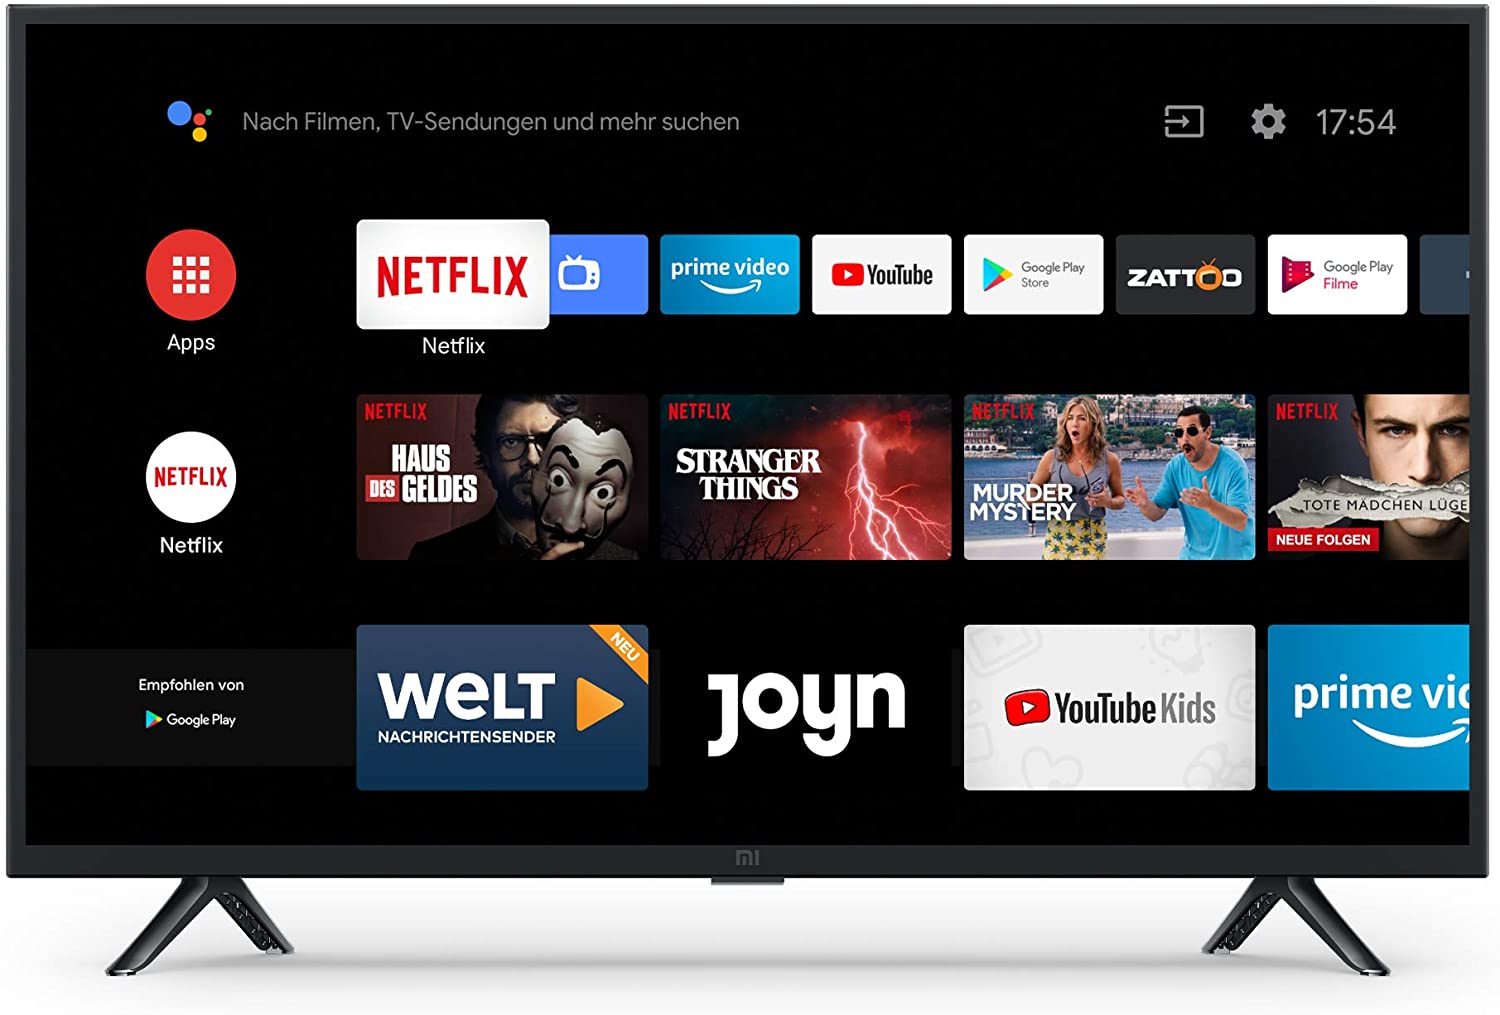 Nach Filmen, TV-Sendungen und mehr suchen
17:54
Apps
NETFLIX
Netflix
prime video
YouTube
Google Play
Store
ZATTOO
Google Play
Filme
NETFLIX
Netflix
NETFLIX
HAUS
DES GELDES
NETFLIX
STRANGER
THINGS
NETFLIX
MURDER
MYSTERY
NETFLIX
TOTE MÄDCHEN LÜGE
NEUE FOLGEN
Empfohlen von
Google Play
WELT
NACHRICHTENSENDER
NEU
joyn
YouTube Kids
prime vic
mi